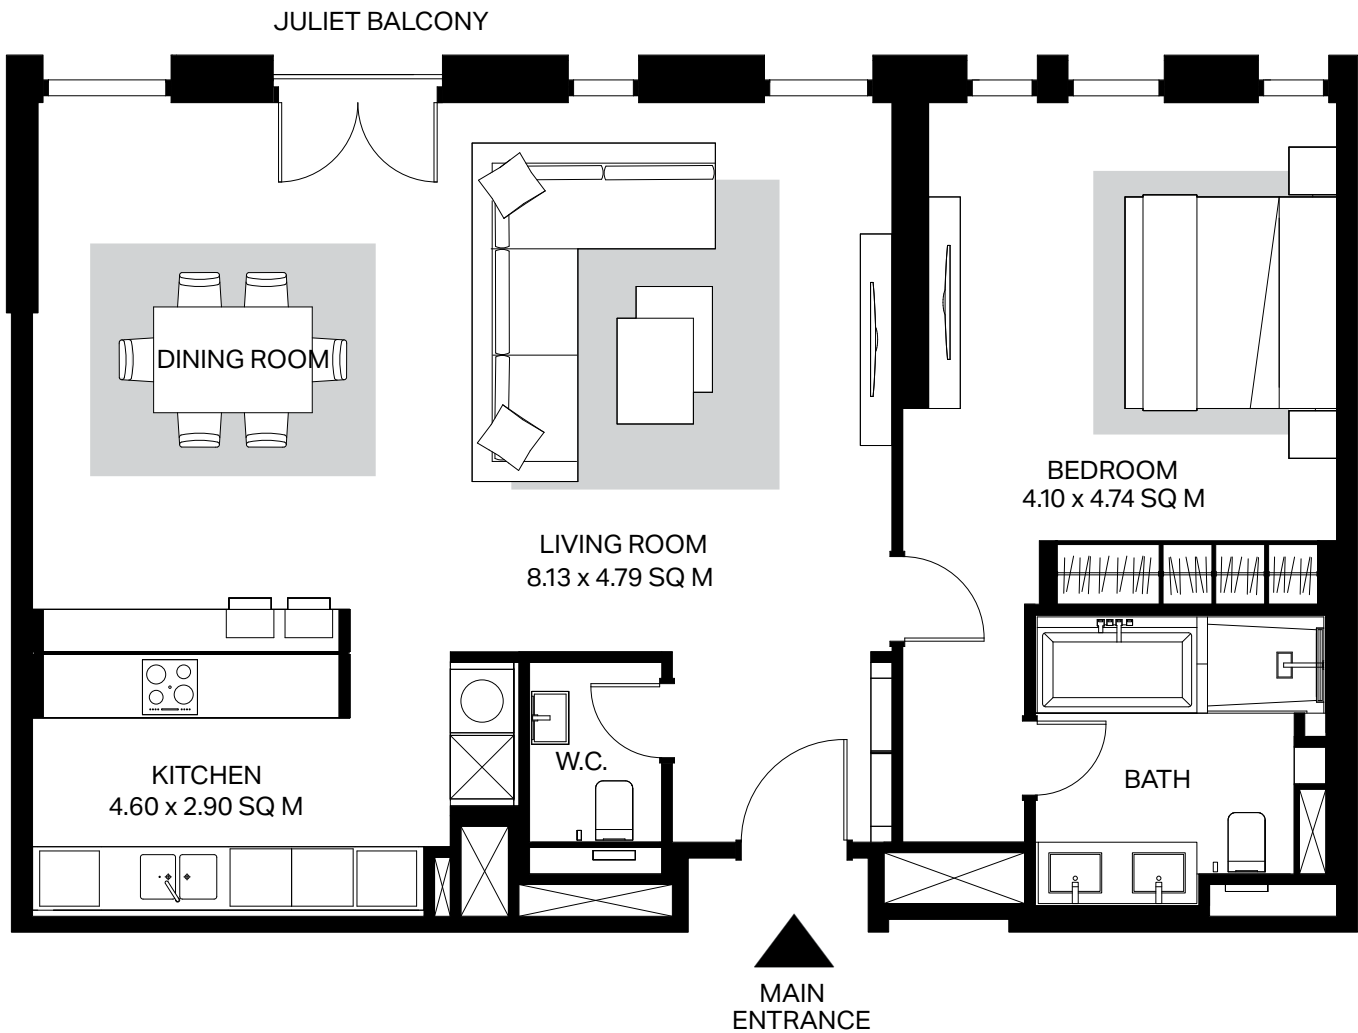 JULIET BALCONY
DINING ROOM
BEDROOM
4.10 x 4.74 SQ M
LIVING ROOM
8.13 x 4.79 SQ M
W.C.
KITCHEN
4.60 x 2.90 SQ M
BATH
MAIN
ENTRANCE